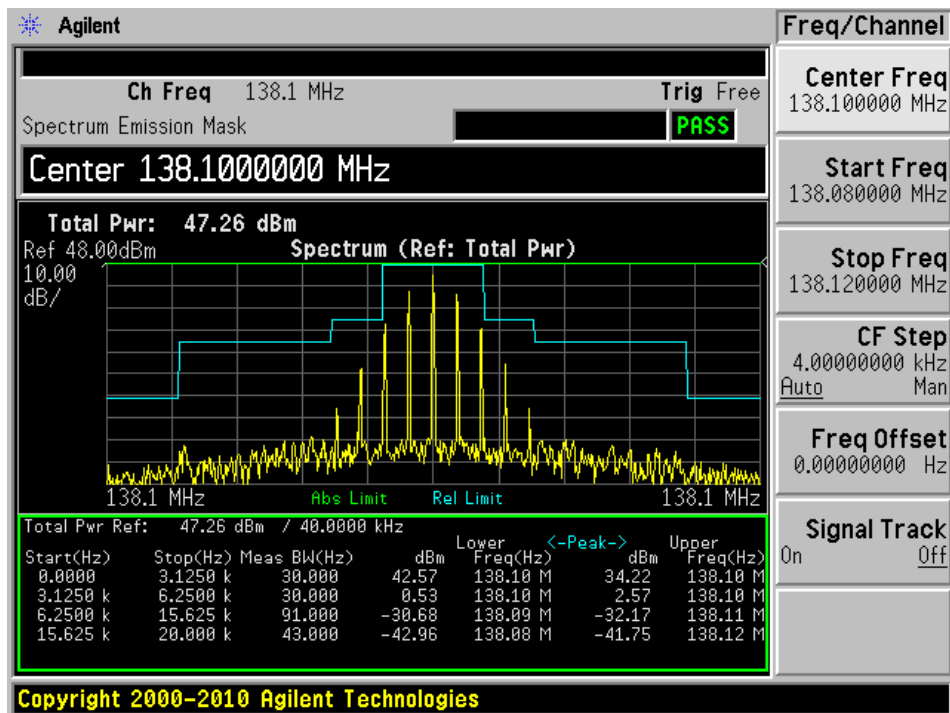 Agilent
Ch Freq 138.1 MHz Trig Free
Spectrum Emission Mask PASS
Center 138.1000000 MHz
Total Pwr: 47.26 dBm
Ref 48.00dBm Spectrum (Ref: Total Pwr)
10.00
dB/
138.1 MHz Abs Limit Rel Limit 138.1 MHz
Total Pwr Ref: 47.26 dBm / 40.0000 kHz
Lower <-Peak-> Upper
Start(Hz) Stop(Hz) Meas BW(Hz) dBm Freq(Hz) dBm Freq(Hz)
0.0000 3.1250 k 30.000 42.57 138.10 M 34.22 138.10 M
3.1250 k 6.2500 k 30.000 0.53 138.10 M 2.57 138.10 M
6.2500 k 15.625 k 91.000 -30.68 138.09 M -32.17 138.11 M
15.625 k 20.000 k 43.000 -42.96 138.08 M -41.75 138.12 M
Freq/Channel
Center Freq
138.100000 MHz
Start Freq
138.080000 MHz
Stop Freq
138.120000 MHz
CF Step
4.00000000 kHz
Auto Man
Freq Offset
0.00000000 Hz
Signal Track
On Off
Copyright 2000-2010 Agilent Technologies